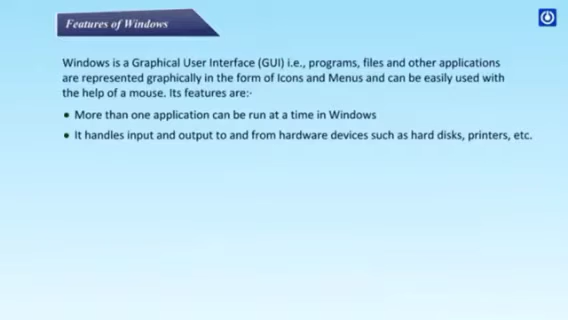 Features of Windows
Windows is a Graphical User Interface (GUI) i.e., programs, files and other applications
are represented graphically in the form of Icons and Menus and can be easily used with
the help of a mouse. Its features are:-
• More than one application can be run at a time in Windows
• It handles input and output to and from hardware devices such as hard disks, printers, etc.